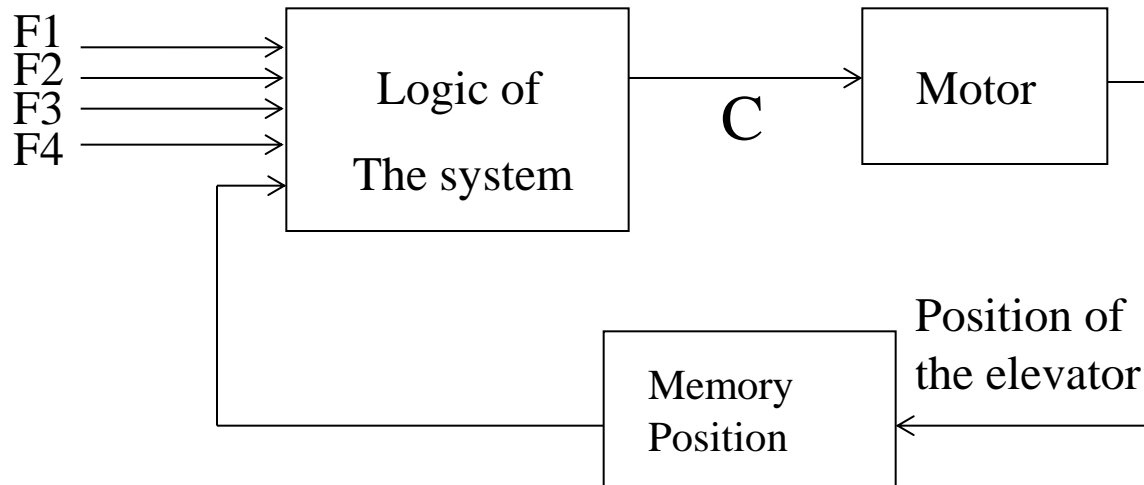 F1
F2
F3
F4
Logic of
The system
C
Motor
Position of
the elevator
Memory
Position